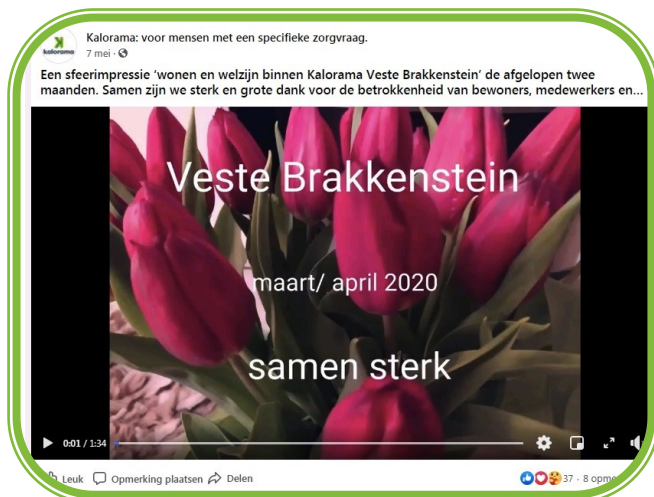 Kalorama: voor mensen met een specifieke zorgvraag.
kalorama
7 mei ·
Een sfeerimpressie ‘wonen en welzijn binnen Kalorama Veste Brakkenstein’ de afgelopen twee
maanden. Samen zijn we sterk en grote dank voor de betrokkenheid van bewoners, medewerkers en...
Veste Brakkenstein
maart/ april 2020
samen sterk
0:01 / 1:34
Leuk Opmerking plaatsen Delen 37 · 8 opme